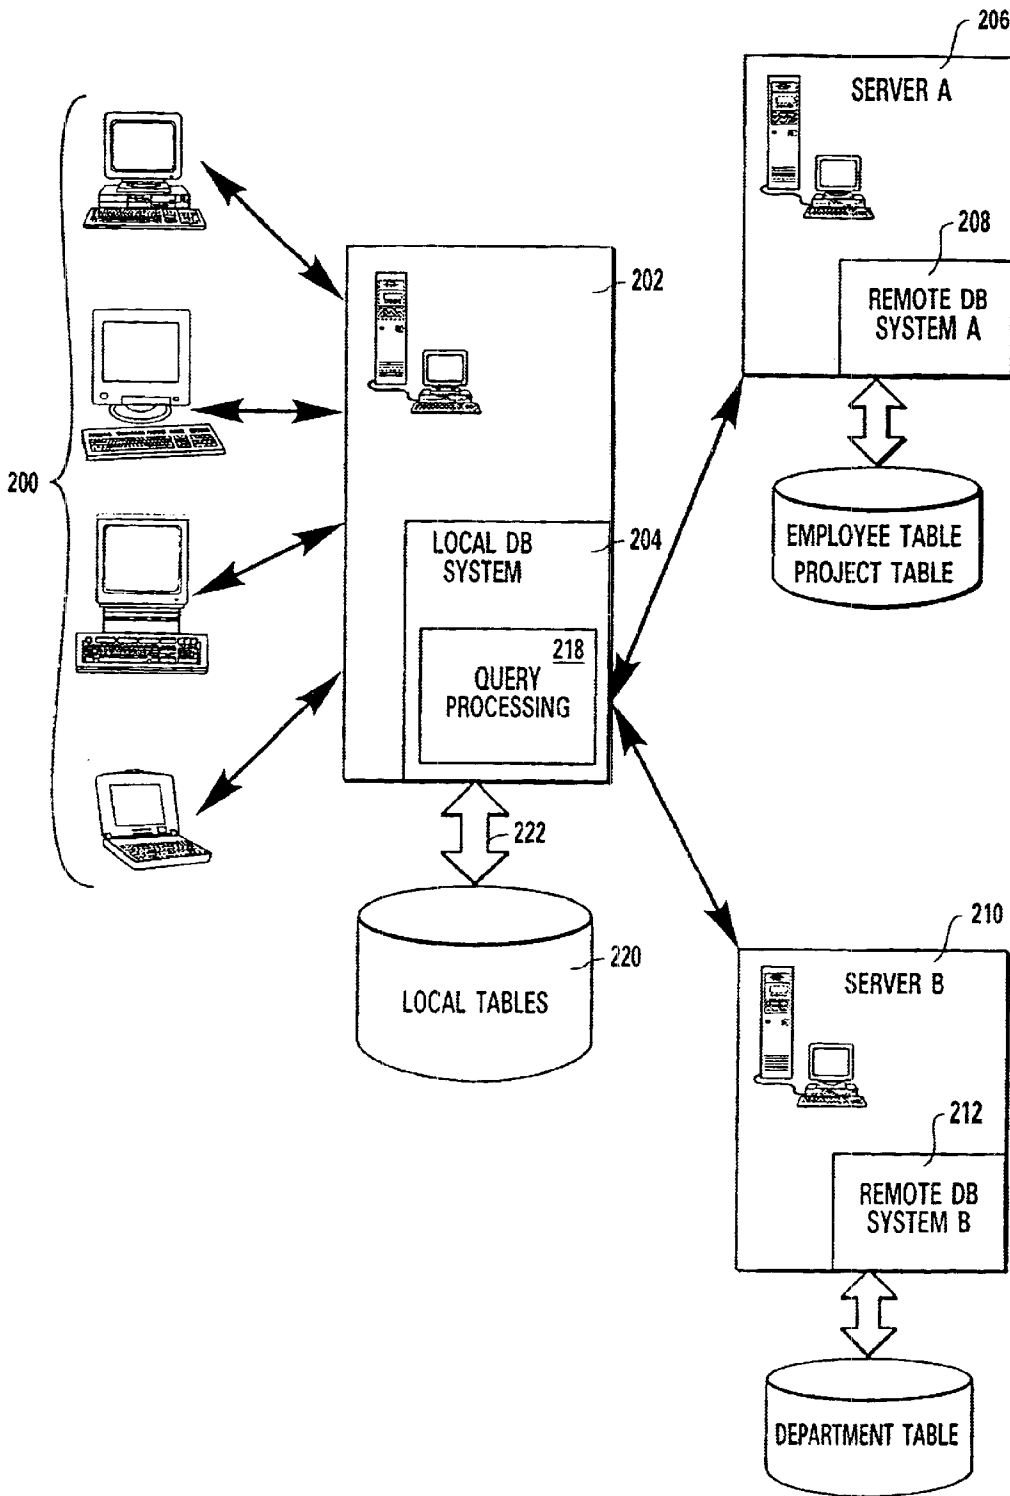 206
SERVER A
208
REMOTE DB
SYSTEM A
EMPLOYEE TABLE
PROJECT TABLE
200
202
204
LOCAL DB
SYSTEM
218
QUERY
PROCESSING
222
220
LOCAL TABLES
210
SERVER B
212
REMOTE DB
SYSTEM B
DEPARTMENT TABLE